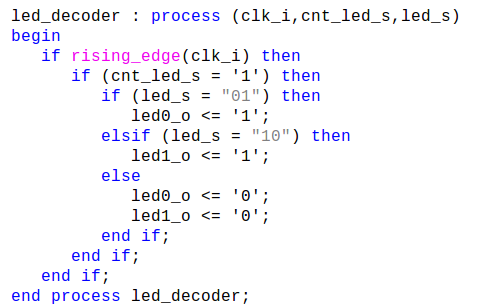 led_decoder : process (clk_i,cnt_led_s,led_s)
begin
   if rising_edge(clk_i) then
      if (cnt_led_s = '1') then
         if (led_s = "01") then
            led0_o <= '1';
         elsif (led_s = "10") then
            led1_o <= '1';
         else
            led0_o <= '0';
            led1_o <= '0';
         end if;
      end if;
   end if;
end process led_decoder;